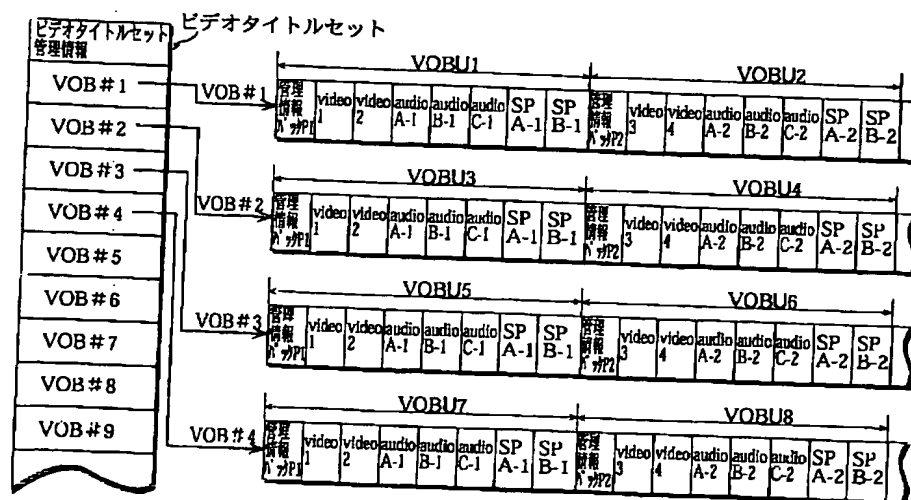 ビデオタイトルセット
ビデオタイトルセット
管理情報
VOB#1
VOB#2
VOB#3
VOB#4
VOB#5
VOB#6
VOB#7
VOB#8
VOB#9
VOBU1
VOBU2
VOB#1
管理
情報
パックP1
video
1
video
2
audio
A-1
audio
B-1
audio
C-1
SP
A-1
SP
B-1
管理
情報
パックP2
video
3
video
4
audio
A-2
audio
B-2
audio
C-2
SP
A-2
SP
B-2
VOBU3
VOBU4
VOB#2
管理
情報
パックP1
video
1
video
2
audio
A-1
audio
B-1
audio
C-1
SP
A-1
SP
B-1
管理
情報
パックP2
video
3
video
4
audio
A-2
audio
B-2
audio
C-2
SP
A-2
SP
B-2
VOBU5
VOBU6
VOB#3
管理
情報
パックP1
video
1
video
2
audio
A-1
audio
B-1
audio
C-1
SP
A-1
SP
B-1
管理
情報
パックP2
video
3
video
4
audio
A-2
audio
B-2
audio
C-2
SP
A-2
SP
B-2
VOBU7
VOBU8
VOB#4
管理
情報
パックP1
video
1
video
2
audio
A-1
audio
B-1
audio
C-1
SP
A-1
SP
B-1
管理
情報
パックP2
video
3
video
4
audio
A-2
audio
B-2
audio
C-2
SP
A-2
SP
B-2